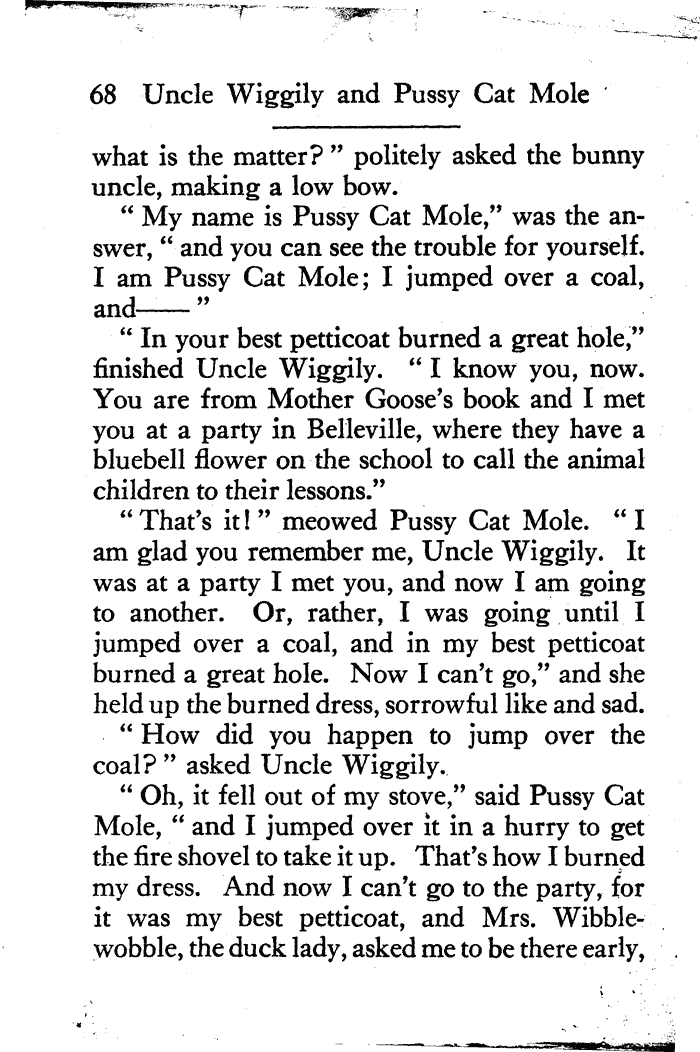 68 Uncle Wiggily and Pussy Cat Mole
what is the matter? ” politely asked the bunny
uncle, making a low bow.
“ My name is Pussy Cat Mole,” was the an-
swer, “ and you can see the trouble for yourself.
I am Pussy Cat Mole; I jumped over a coal,
and—— ”
“ In your best petticoat burned a great hole,”
finished Uncle Wiggily. “ I know you, now.
You are from Mother Goose’s book and I met
you at a party in Belleville, where they have a
bluebell flower on the school to call the animal
children to their lessons.”
“ That’s it! ” meowed Pussy Cat Mole. “ I
am glad you remember me, Uncle Wiggily. It
was at a party I met you, and now I am going
to another. Or, rather, I was going until I
jumped over a coal, and in my best petticoat
burned a great hole. Now I can’t go,” and she
held up the burned dress, sorrowful like and sad.
“ How did you happen to jump over the
coal? ” asked Uncle Wiggily.
“ Oh, it fell out of my stove,” said Pussy Cat
Mole, “ and I jumped over it in a hurry to get
the fire shovel to take it up. That’s how I burned
my dress. And now I can’t go to the party, for
it was my best petticoat, and Mrs. Wibble-
wobble, the duck lady, asked me to be there early,